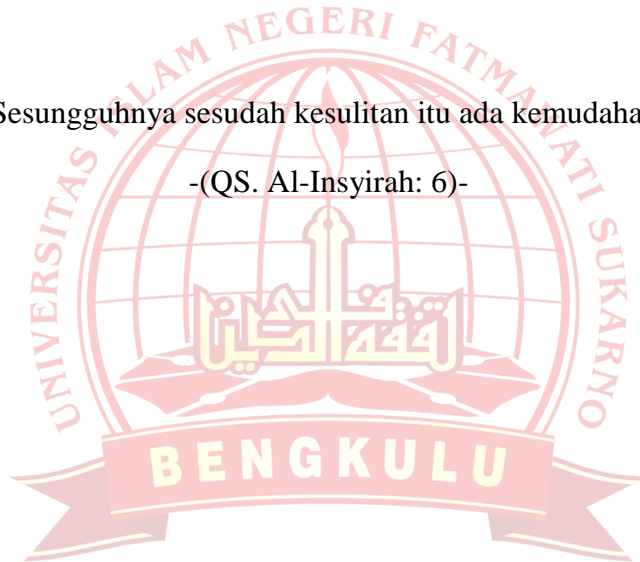 UNIVERSITAS ISLAM NEGERI FATMAWATI SUKARNO
Sesungguhnya sesudah kesulitan itu ada kemudaha
-(QS. Al-Insyirah: 6)-
BENGKULU